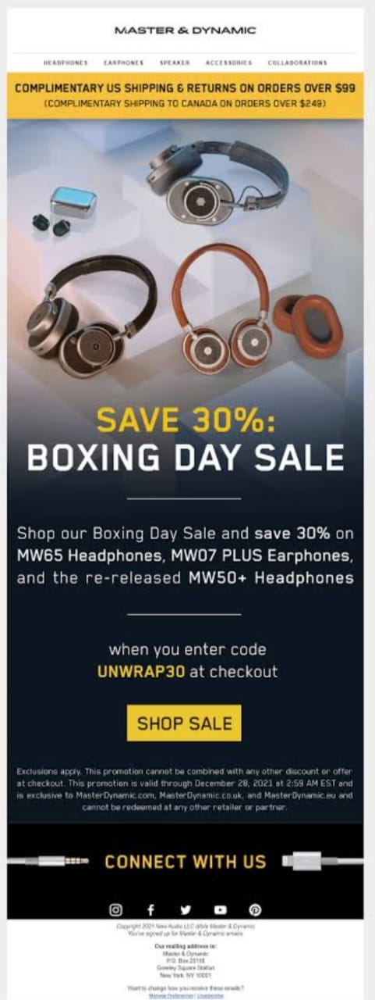 MASTER & DYNAMIC
HEADPHONES EARPHONES SPEAKER ACCESSORIES COLLABORATIONS
COMPLIMENTARY US SHIPPING & RETURNS ON ORDERS OVER $99
(COMPLIMENTARY SHIPPING TO CANADA ON ORDERS OVER $249)
SAVE 30%:
BOXING DAY SALE
Shop our Boxing Day Sale and save 30% on
MW65 Headphones, MW07 PLUS Earphones,
and the re-released MW50+ Headphones
when you enter code
UNWRAP30 at checkout
SHOP SALE
Exclusions apply. This promotion cannot be combined with any other discount or offer
at checkout. This promotion is valid through December 28, 2021 at 2:59 AM EST and
is exclusive to MasterDynamic.com, MasterDynamic.co.uk, and MasterDynamic.eu and
cannot be redeemed at any other retailer or partner.
CONNECT WITH US
Copyright 2021 New Audio LLC d/b/a Master & Dynamic
You've signed up for Master & Dynamic emails.
Our mailing address is:
Master & Dynamic
P.O. Box 20118
Greeley Square Station
New York, NY 10001
Want to change how you receive these emails?
Manage Preferences | Unsubscribe